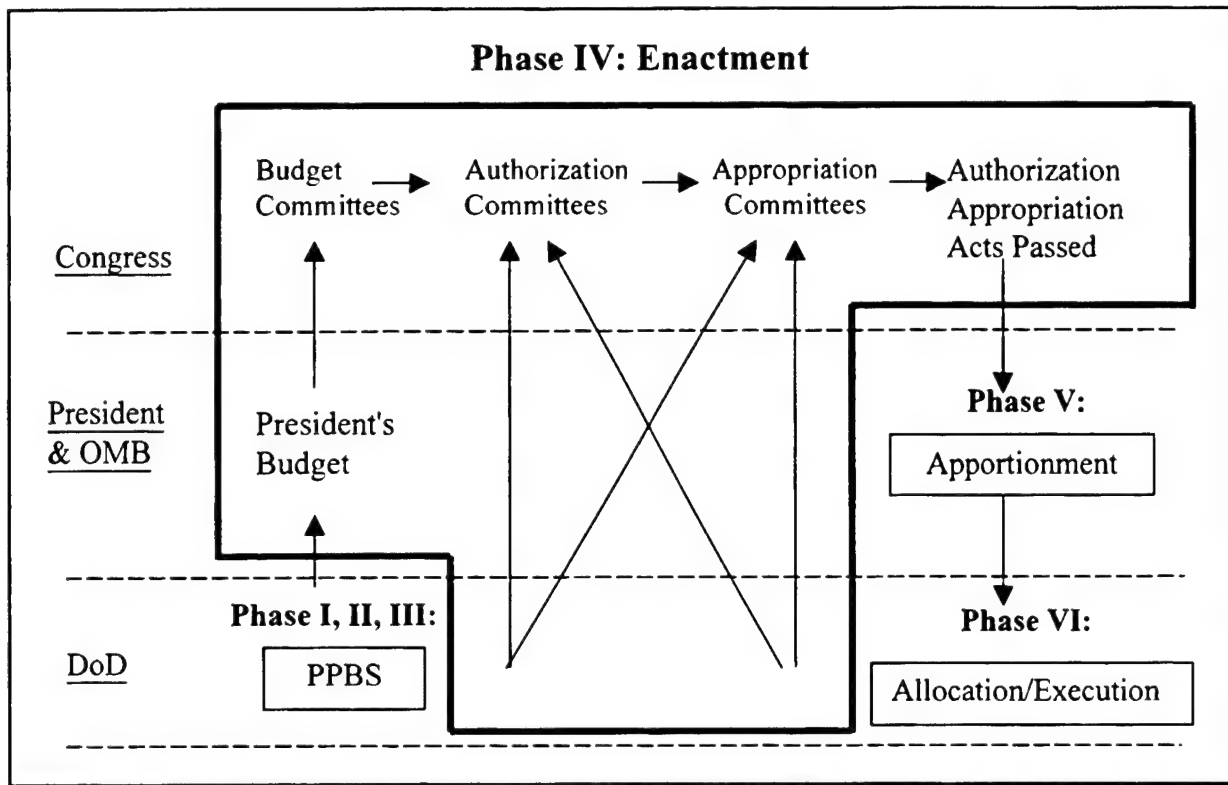 Phase IV: Enactment
Budget
Committees
Authorization
Committees
Appropriation
Committees
Authorization
Appropriation
Acts Passed
Congress
President
& OMB
President's
Budget
Phase V:
Apportionment
DoD
Phase I, II, III:
PPBS
Phase VI:
Allocation/Execution